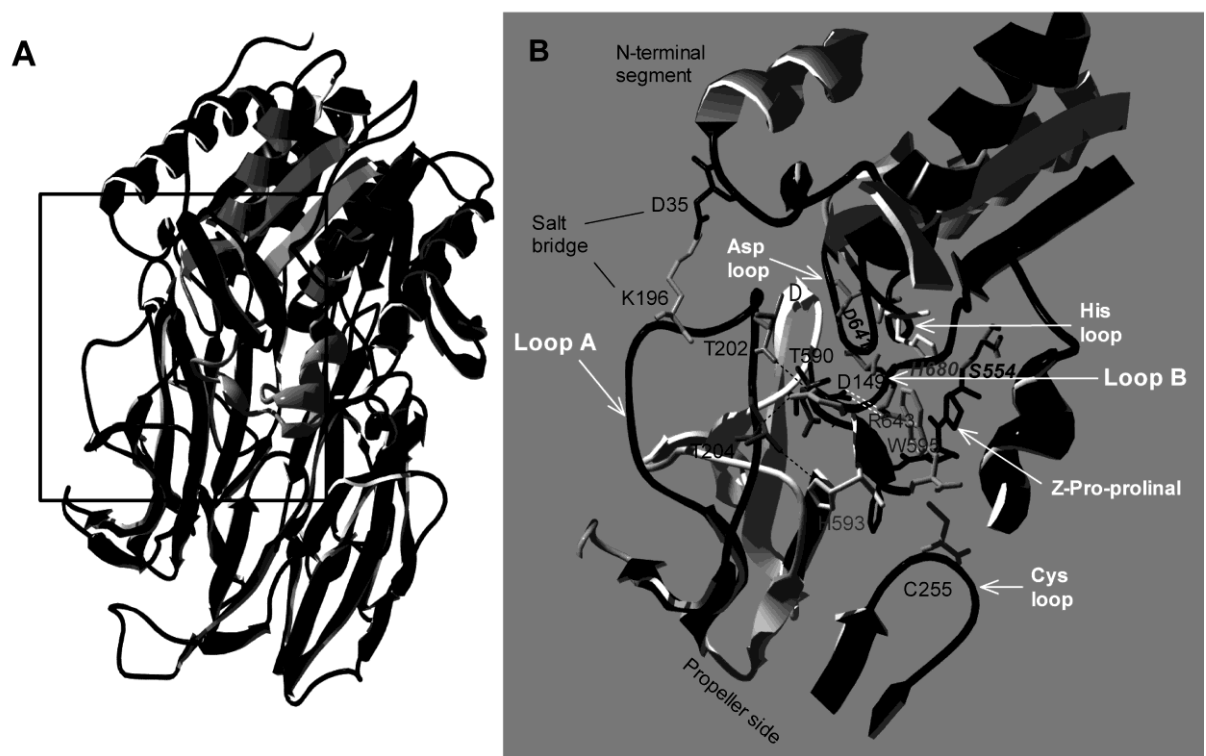 A
B
N-terminal
segment
D35
Salt
bridge
Asp
loop
K196
D
D641
His
loop
Loop A
T202
T590
H680
S554
D149
Loop B
R643
W595
T204
Z-Pro-prolinal
H593
C255
Cys
loop
Propeller side